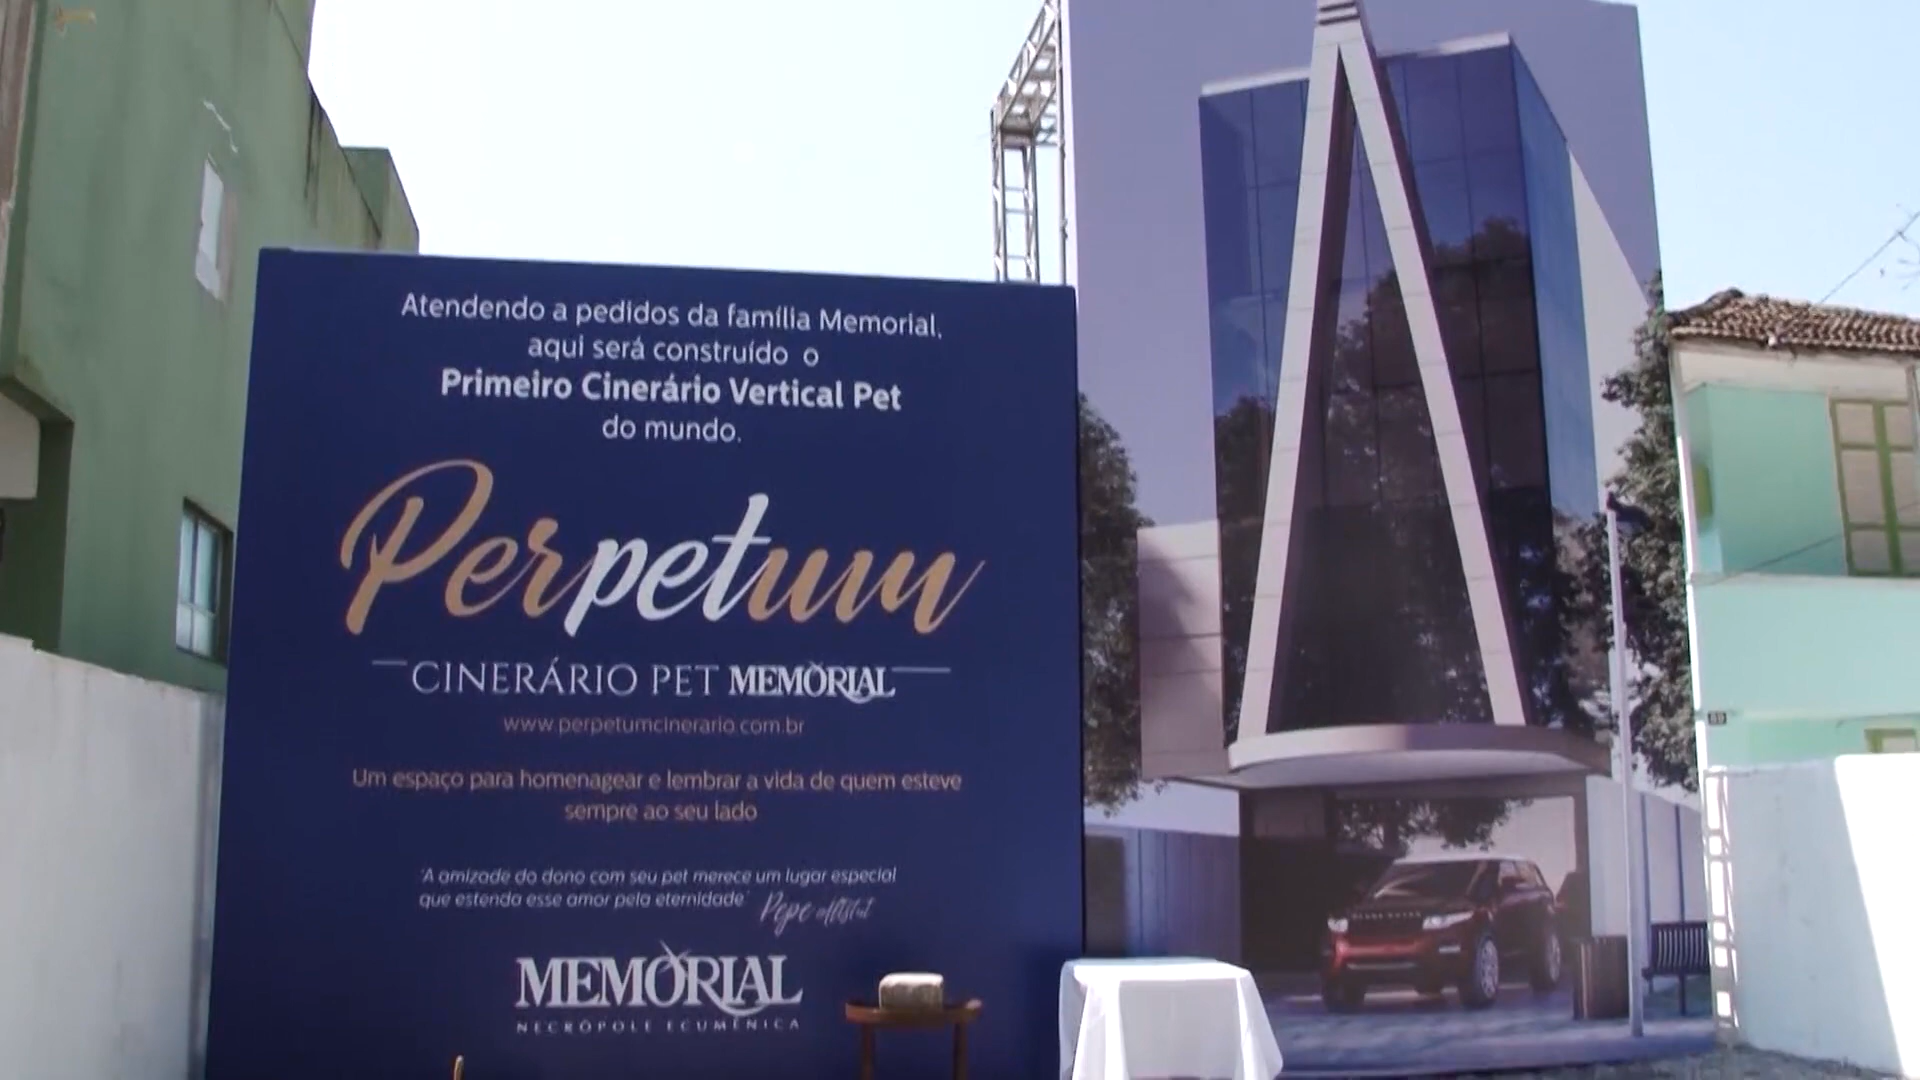 Atendendo a pedidos da família Memorial,
aqui será construído o
Primeiro Cinerário Vertical Pet
do mundo.
Perpetum
CINERÁRIO PET MEMORIAL
www.perpetumcinerario.com.br
Um espaço para homenagear e lembrar a vida de quem esteve
sempre ao seu lado
"A amizade do dono com seu pet merece um lugar especial
que estenda esse amor pela eternidade"
Pepe
MEMORIAL
NECRÓPOLE ECUMÊNICA